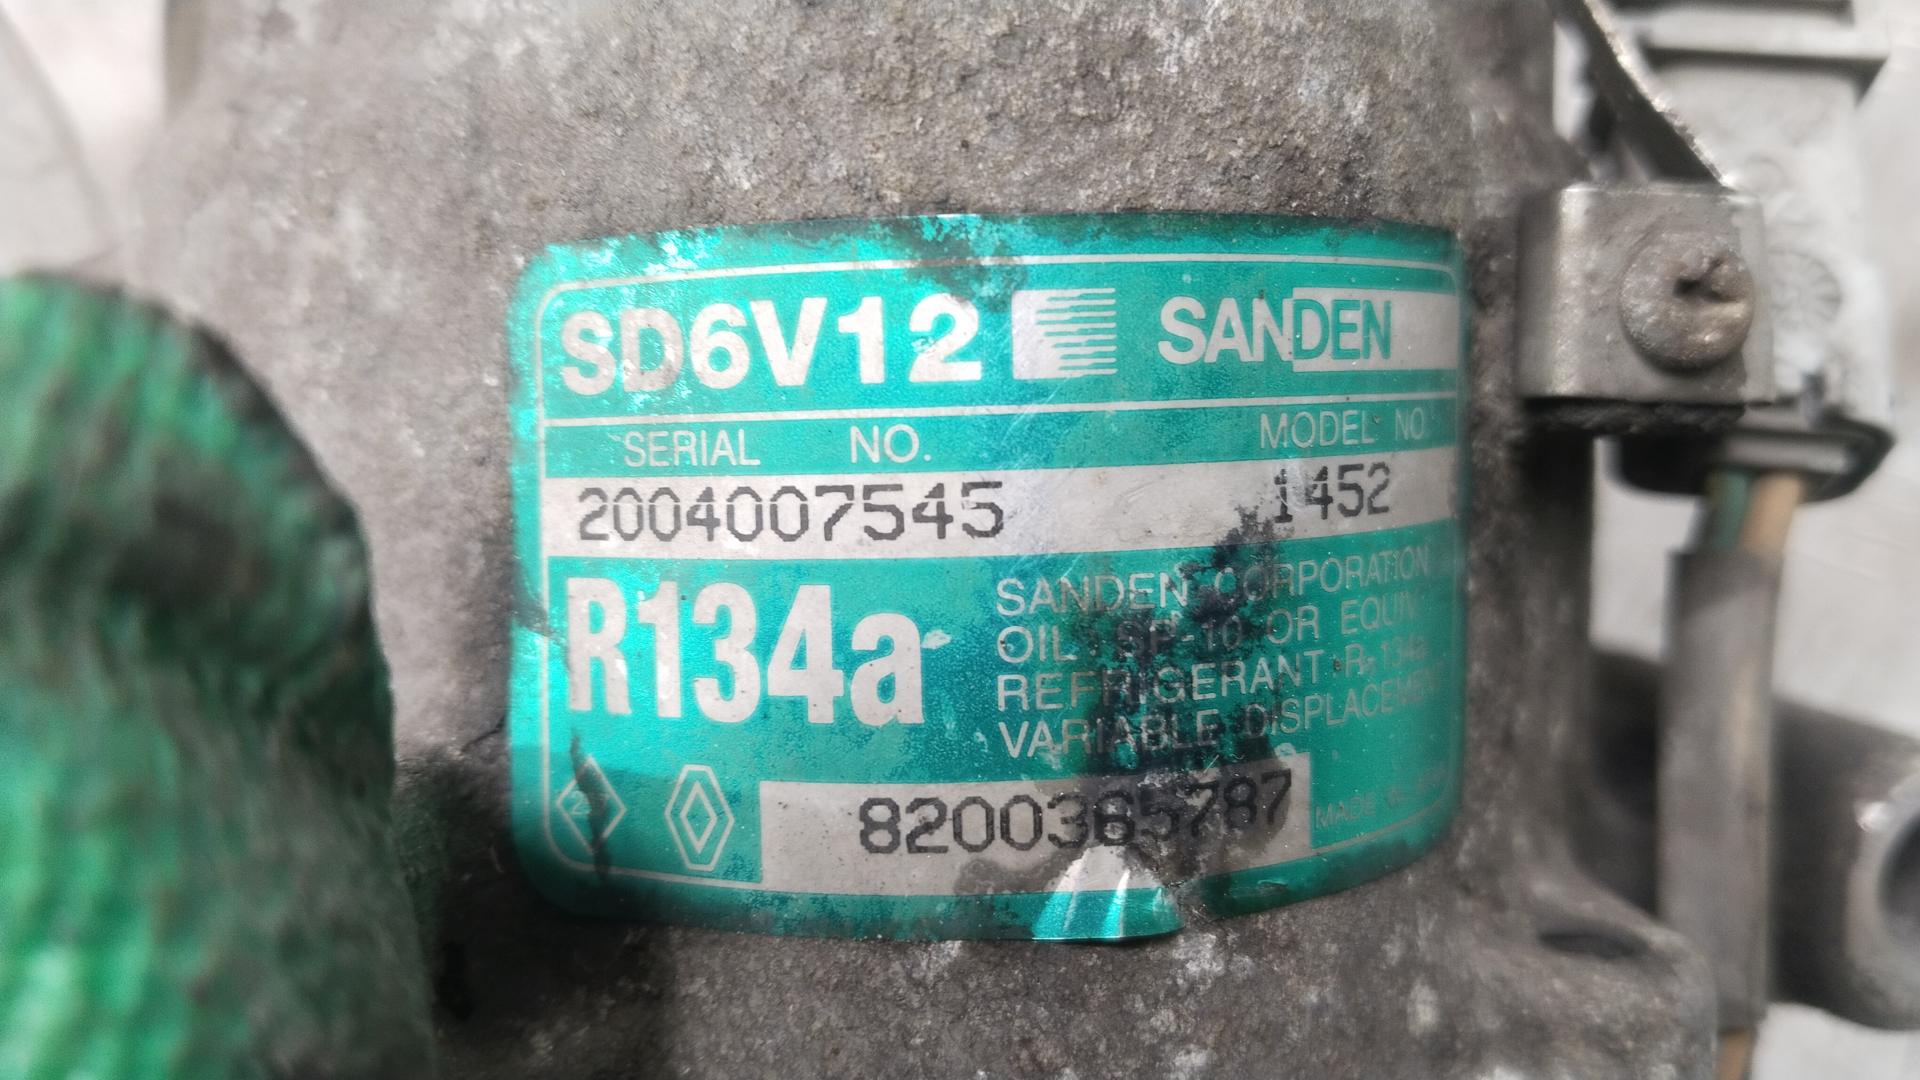 SD6V12 SANDEN
SERIAL NO. MODEL NO.
2004007545 1452
R134a
SANDEN CORPORATION
OIL : SP-10 OR EQUIV.
REFRIGERANT : R-134a
VARIABLE DISPLACEMENT
8200365787
MADE